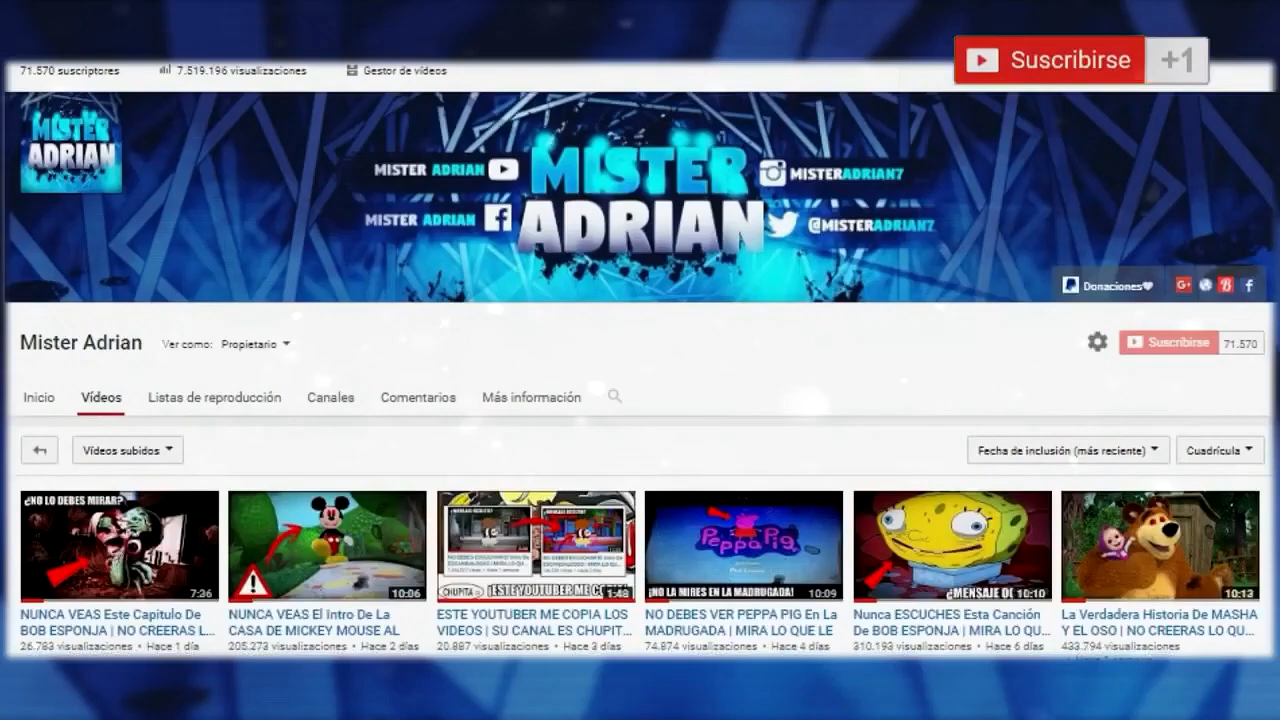 Suscribirse +1
71.570 suscriptores 7.519.196 visualizaciones Gestor de vídeos
MISTER
ADRIAN
MISTER ADRIAN
MISTER ADRIAN
MISTER
ADRIAN
MISTERADRIAN7
@MISTERADRIAN7
Donaciones
Mister Adrian Ver como: Propietario
Suscribirse 71.570
Inicio Vídeos Listas de reproducción Canales Comentarios Más información
Vídeos subidos Fecha de inclusión (más reciente) Cuadrícula
¿NO LO DEBES MIRAR?
7:36
10:06
CHUPITA
¡ESTE YOUTUBER ME
1:48
Peppa Pig
¡NO LA MIRES EN LA MADRUGADA!
10:09
¿MENSAJE
10:10
10:13
NUNCA VEAS Este Capitulo De
BOB ESPONJA | NO CREERAS L...
26.783 visualizaciones • Hace 1 día
NUNCA VEAS El Intro De La
CASA DE MICKEY MOUSE AL
205.273 visualizaciones • Hace 2 días
ESTE YOUTUBER ME COPIA LOS
VIDEOS | SU CANAL ES CHUPIT...
20.887 visualizaciones • Hace 3 días
NO DEBES VER PEPPA PIG En La
MADRUGADA | MIRA LO QUE LE
74.874 visualizaciones • Hace 4 días
Nunca ESCUCHES Esta Canción
De BOB ESPONJA | MIRA LO QU...
310.193 visualizaciones • Hace 6 días
La Verdadera Historia De MASHA
Y EL OSO | NO CREERAS LO QU...
433.794 visualizaciones